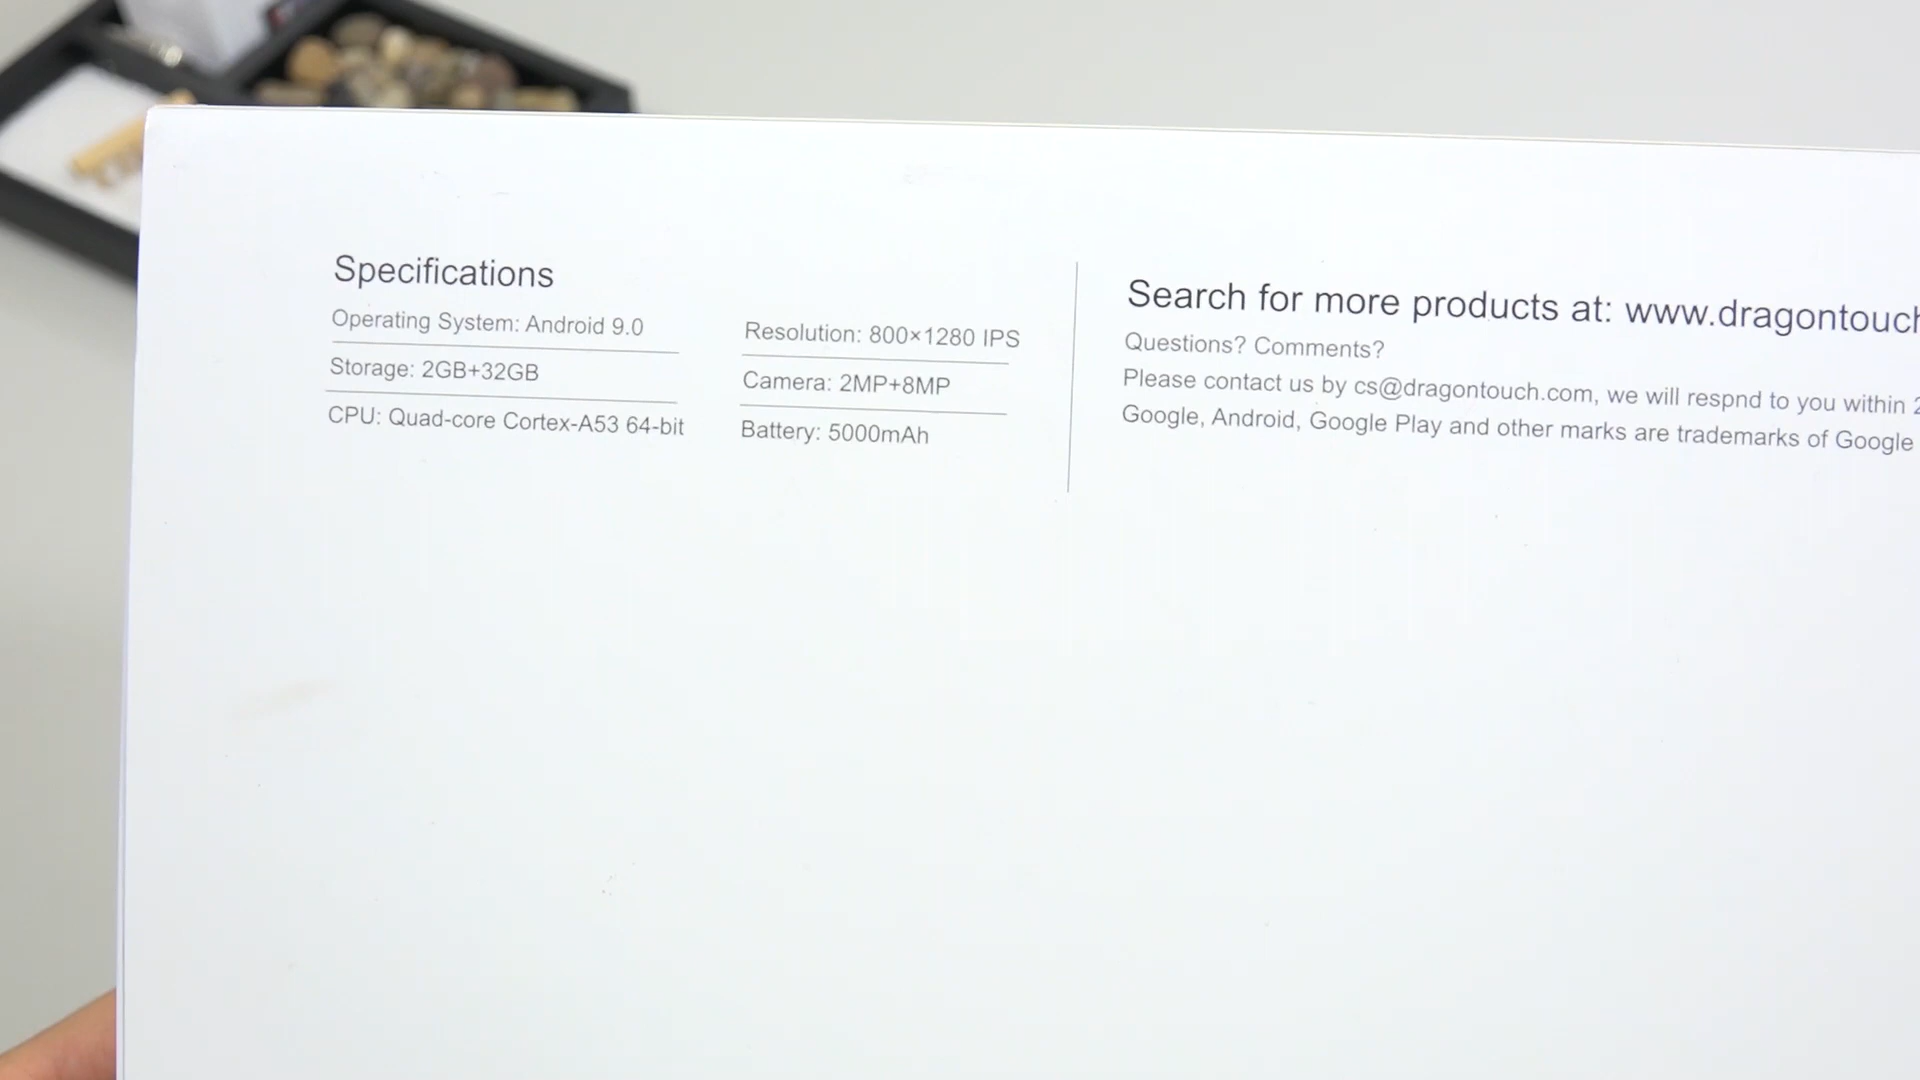 Specifications
Operating System: Android 9.0
Storage: 2GB+32GB
CPU: Quad-core Cortex-A53 64-bit
Resolution: 800×1280 IPS
Camera: 2MP+8MP
Battery: 5000mAh
Search for more products at: www.dragontouch
Questions? Comments?
Please contact us by cs@dragontouch.com, we will respnd to you within
Google, Android, Google Play and other marks are trademarks of Google